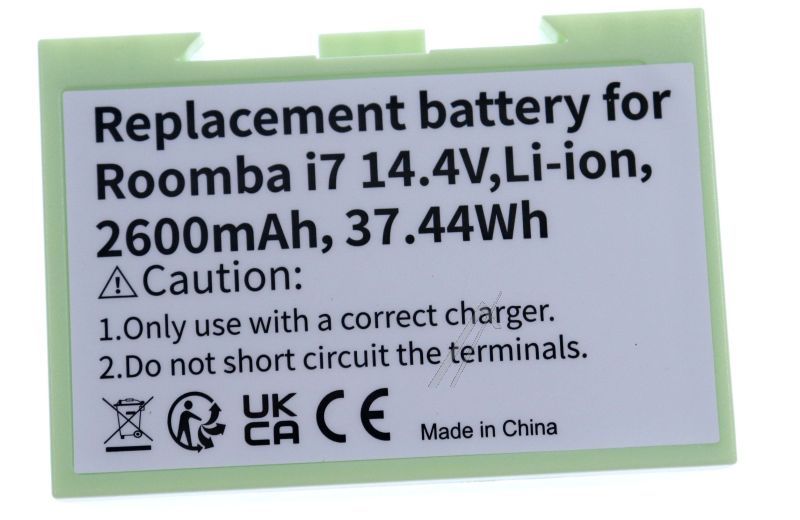 Replacement battery for
Roomba i7 14.4V,Li-ion,
2600mAh, 37.44Wh
Caution:
1.Only use with a correct charger.
2.Do not short circuit the terminals.
UK
CA CE
Made in China